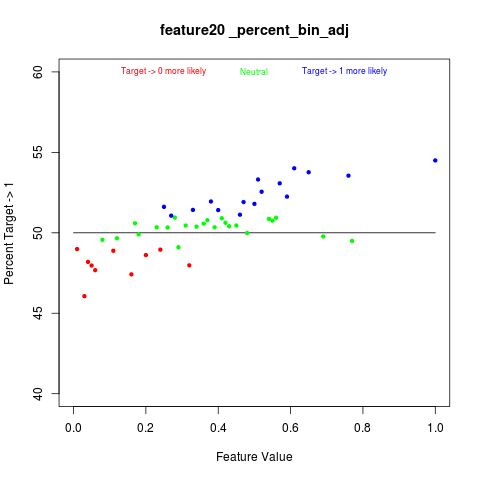 feature20 _percent_bin_adj
Target -> 0 more likely Neutral Target -> 1 more likely
60
55
50
45
40
Percent Target -> 1
0.0 0.2 0.4 0.6 0.8 1.0
Feature Value